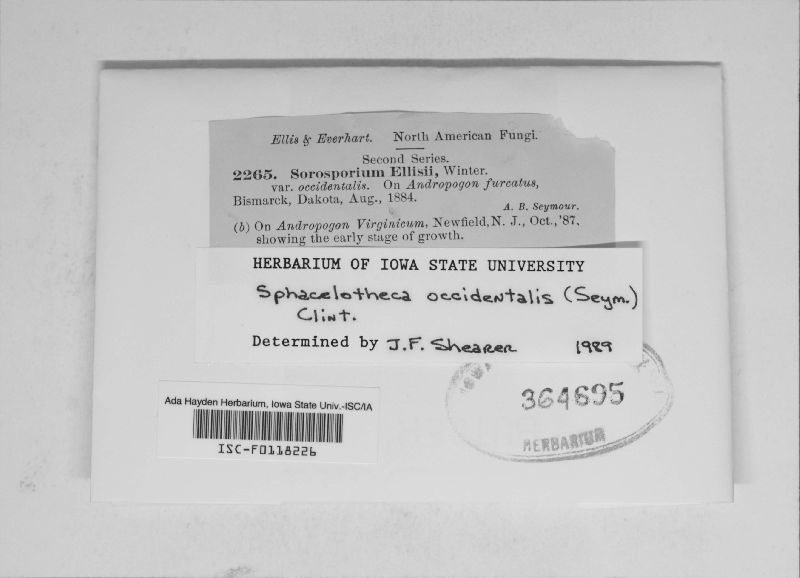 Ellis & Everhart. North American Fungi.
Second Series.
2265. Sorosporium Ellisii, Winter.
var. occidentalis. On Andropogon furcatus,
Bismarck, Dakota, Aug., 1884.
A. B. Seymour.
(b) On Andropogon Virginicum, Newfield, N. J., Oct., '87,
showing the early stage of growth.
HERBARIUM OF IOWA STATE UNIVERSITY
Sphacelotheca occidentalis (Seym.)
Clint.
Determined by J.F. Shearer 1989
364695
HERBARIUM
Ada Hayden Herbarium, Iowa State Univ.-ISC/IA
ISC-F0118226